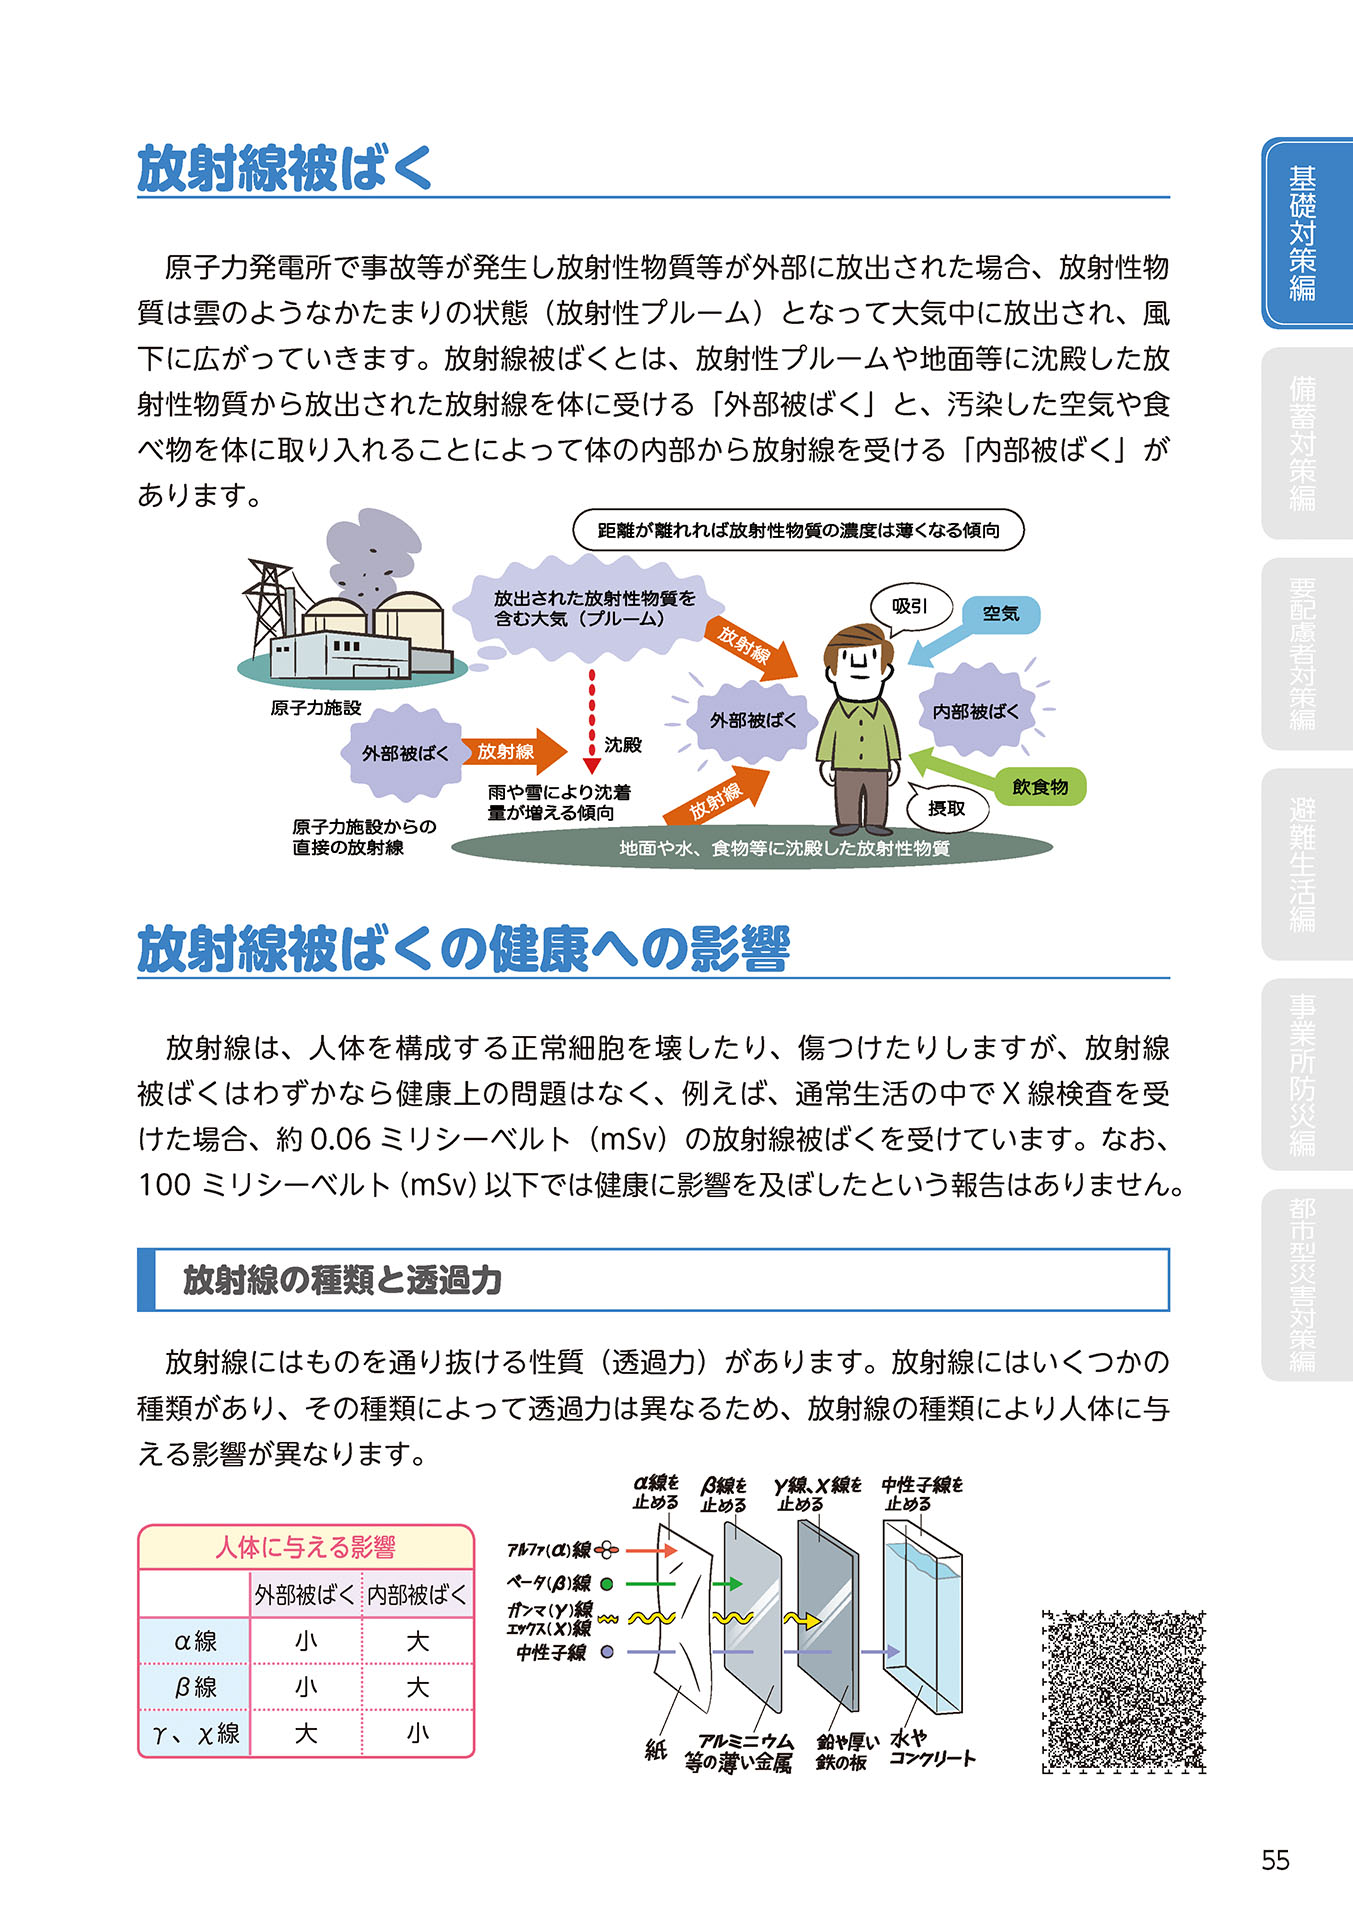 放射線被ばく
原子力発電所で事故等が発生し放射性物質等が外部に放出された場合、放射性物
質は雲のようなかたまりの状態（放射性プルーム）となって大気中に放出され、風
下に広がっていきます。放射線被ばくとは、放射性プルームや地面等に沈殿した放
射性物質から放出された放射線を体に受ける「外部被ばく」と、汚染した空気や食
べ物を体に取り入れることによって体の内部から放射線を受ける「内部被ばく」が
あります。
距離が離れれば放射性物質の濃度は薄くなる傾向
放出された放射性物質を
含む大気（プルーム）
放射線
吸引
空気
原子力施設
外部被ばく
放射線
沈殿
外部被ばく
内部被ばく
雨や雪により沈着
量が増える傾向
放射線
飲食物
摂取
原子力施設からの
直接の放射線
地面や水、食物等に沈殿した放射性物質
放射線被ばくの健康への影響
放射線は、人体を構成する正常細胞を壊したり、傷つけたりしますが、放射線
被ばくはわずかなら健康上の問題はなく、例えば、通常生活の中でX線検査を受
けた場合、約0.06ミリシーベルト（mSv）の放射線被ばくを受けています。なお、
100 ミリシーベルト（mSv）以下では健康に影響を及ぼしたという報告はありません。
放射線の種類と透過力
放射線にはものを通り抜ける性質（透過力）があります。放射線にはいくつかの
種類があり、その種類によって透過力は異なるため、放射線の種類により人体に与
える影響が異なります。
人体に与える影響
外部被ばく 内部被ばく
α線 小 大
β線 小 大
γ、χ線 大 小
α線を
止める
β線を
止める
γ線、X線を
止める
中性子線を
止める
アルファ(α)線
ベータ(β)線
ガンマ(γ)線
エックス(X)線
中性子線
紙
アルミニウム
等の薄い金属
鉛や厚い
鉄の板
水や
コンクリート
基礎対策編
備蓄対策編
要配慮者対策編
避難生活編
事業所防災編
都市型災害対策編
55